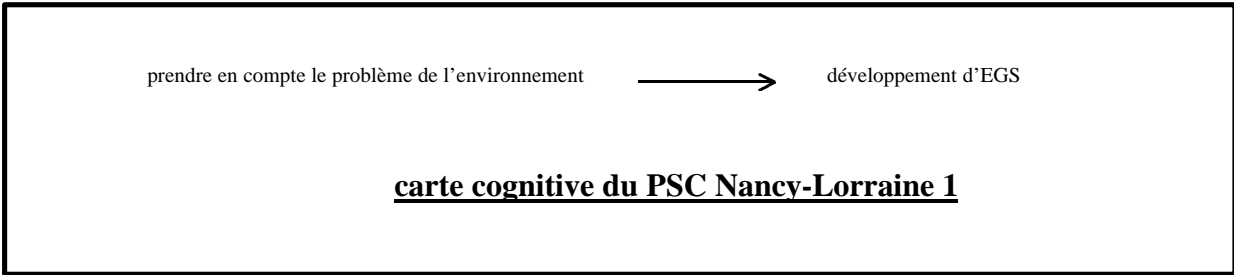 prendre en compte le problème de l’environnement développement d’EGS
carte cognitive du PSC Nancy-Lorraine 1